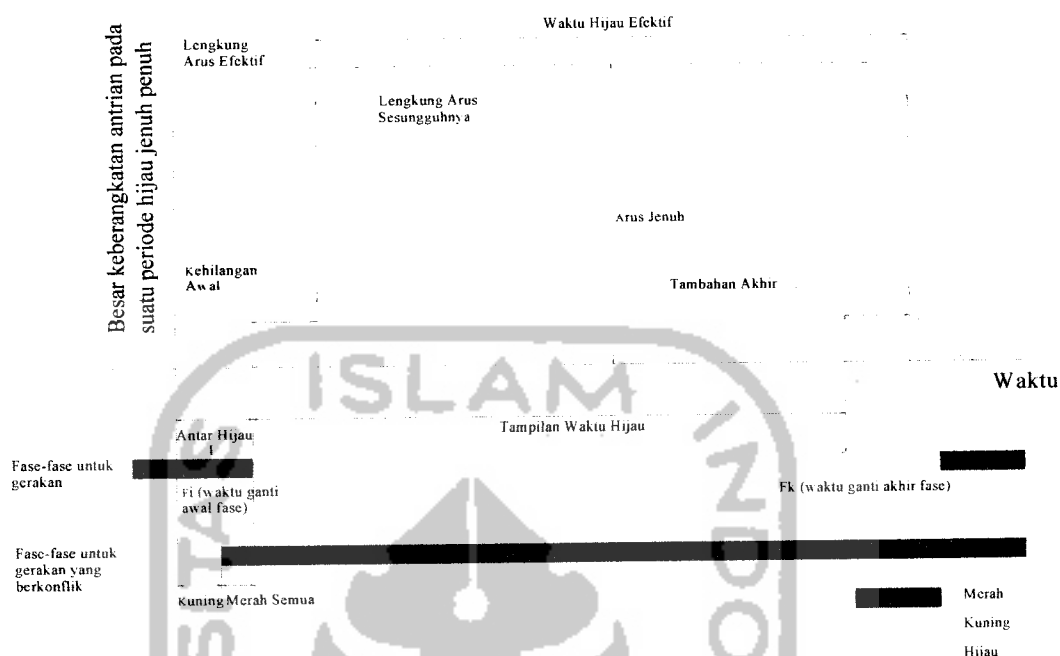 Waktu Hijau Efektif
Besar keberangkatan antrian pada
suatu periode hijau jenuh penuh
Lengkung
Arus Efektif
Lengkung Arus
Sesungguhnya
Arus Jenuh
Kehilangan
Awal
Tambahan Akhir
ISLAM
Waktu
Tampilan Waktu Hijau
Antar Hijau
I
Fase-fase untuk
gerakan
Fi (waktu ganti
awal fase)
Fk (waktu ganti akhir fase)
Fase-fase untuk
gerakan yang
berkonflik
Kuning Merah Semua
Merah
Kuning
Hijau